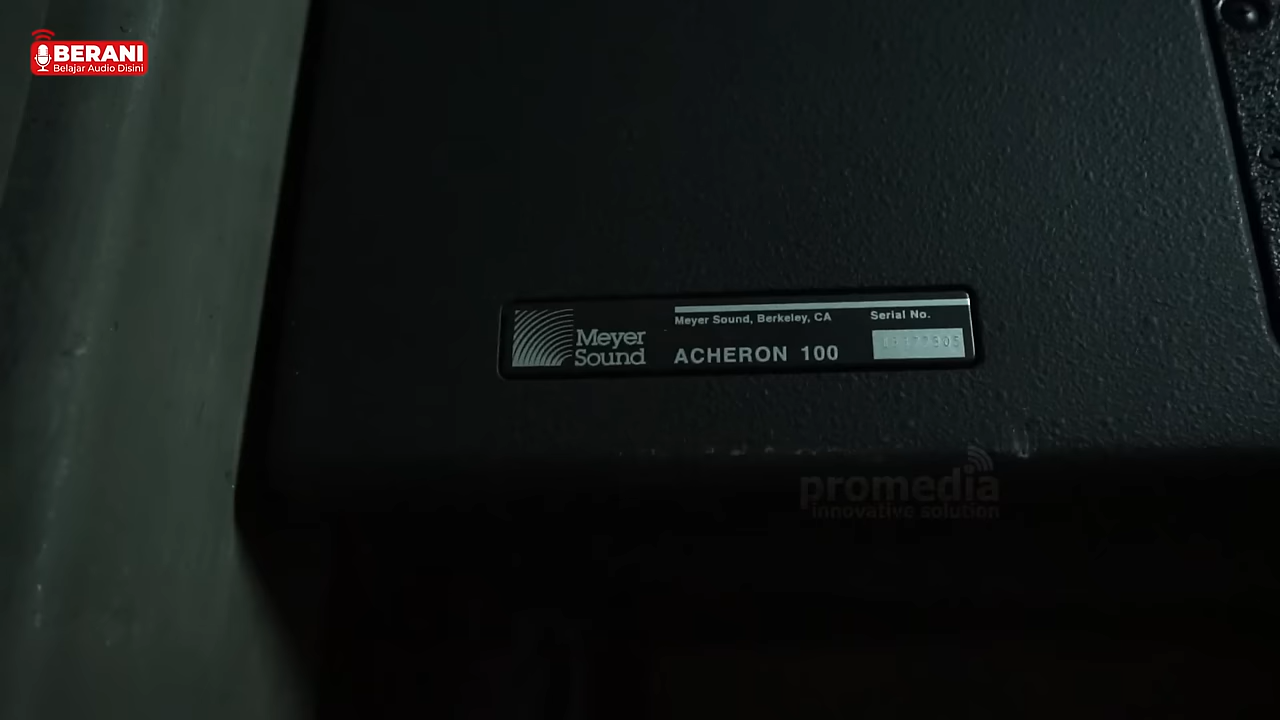 BERANI
Belajar Audio Disini
Meyer Sound, Berkeley, CA
Serial No.
Meyer
Sound
ACHERON 100
promedia
innovative solution